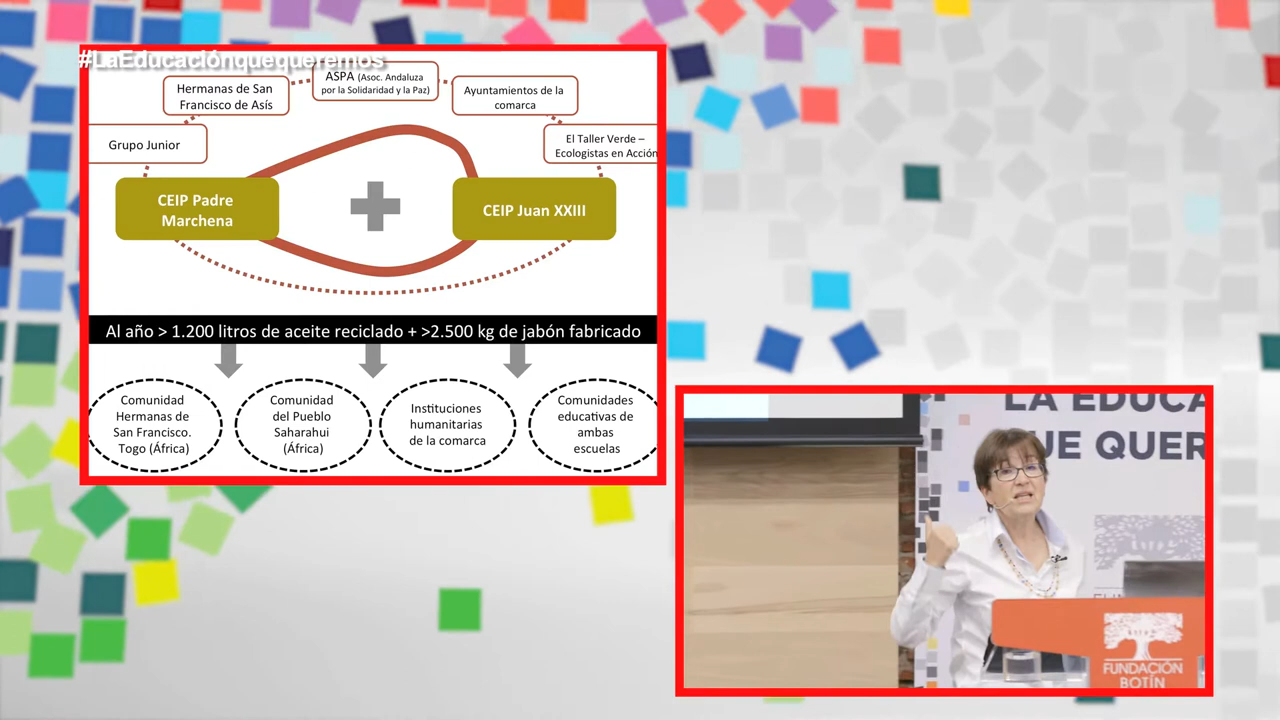 #LaEducaciónquequeremos
Hermanas de San
Francisco de Asís
ASPA (Asoc. Andaluza
por la Solidaridad y la Paz)
Ayuntamientos de la
comarca
Grupo Junior
El Taller Verde –
Ecologistas en Acción
CEIP Padre
Marchena
CEIP Juan XXIII
Al año > 1.200 litros de aceite reciclado + >2.500 kg de jabón fabricado
Comunidad
Hermanas de
San Francisco.
Togo (África)
Comunidad
del Pueblo
Saharahui
(África)
Instituciones
humanitarias
de la comarca
Comunidades
educativas de
ambas
escuelas
LA EDUCA
UE QUER
FUNDACIÓN
BOTÍN